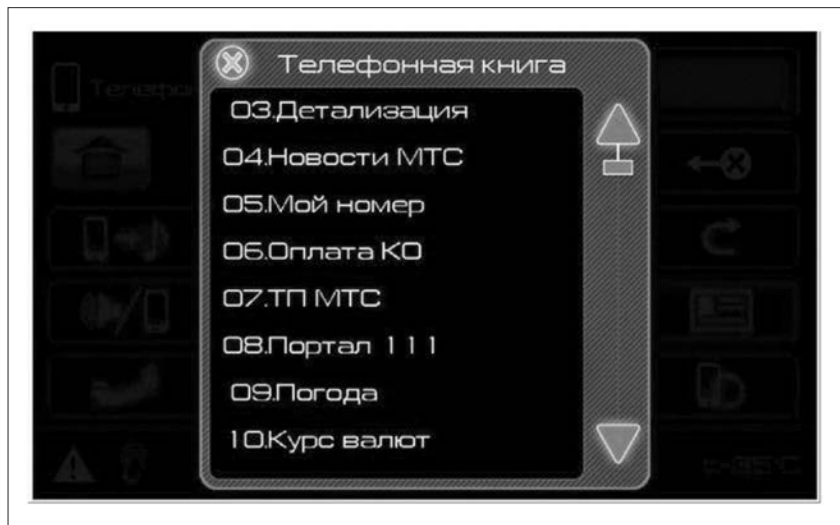 Телефонная книга
03.Детализация
04.Новости МТС
05.Мой номер
06.Оплата КО
07.ТП МТС
08.Портал 111
09.Погода
10.Курс валют